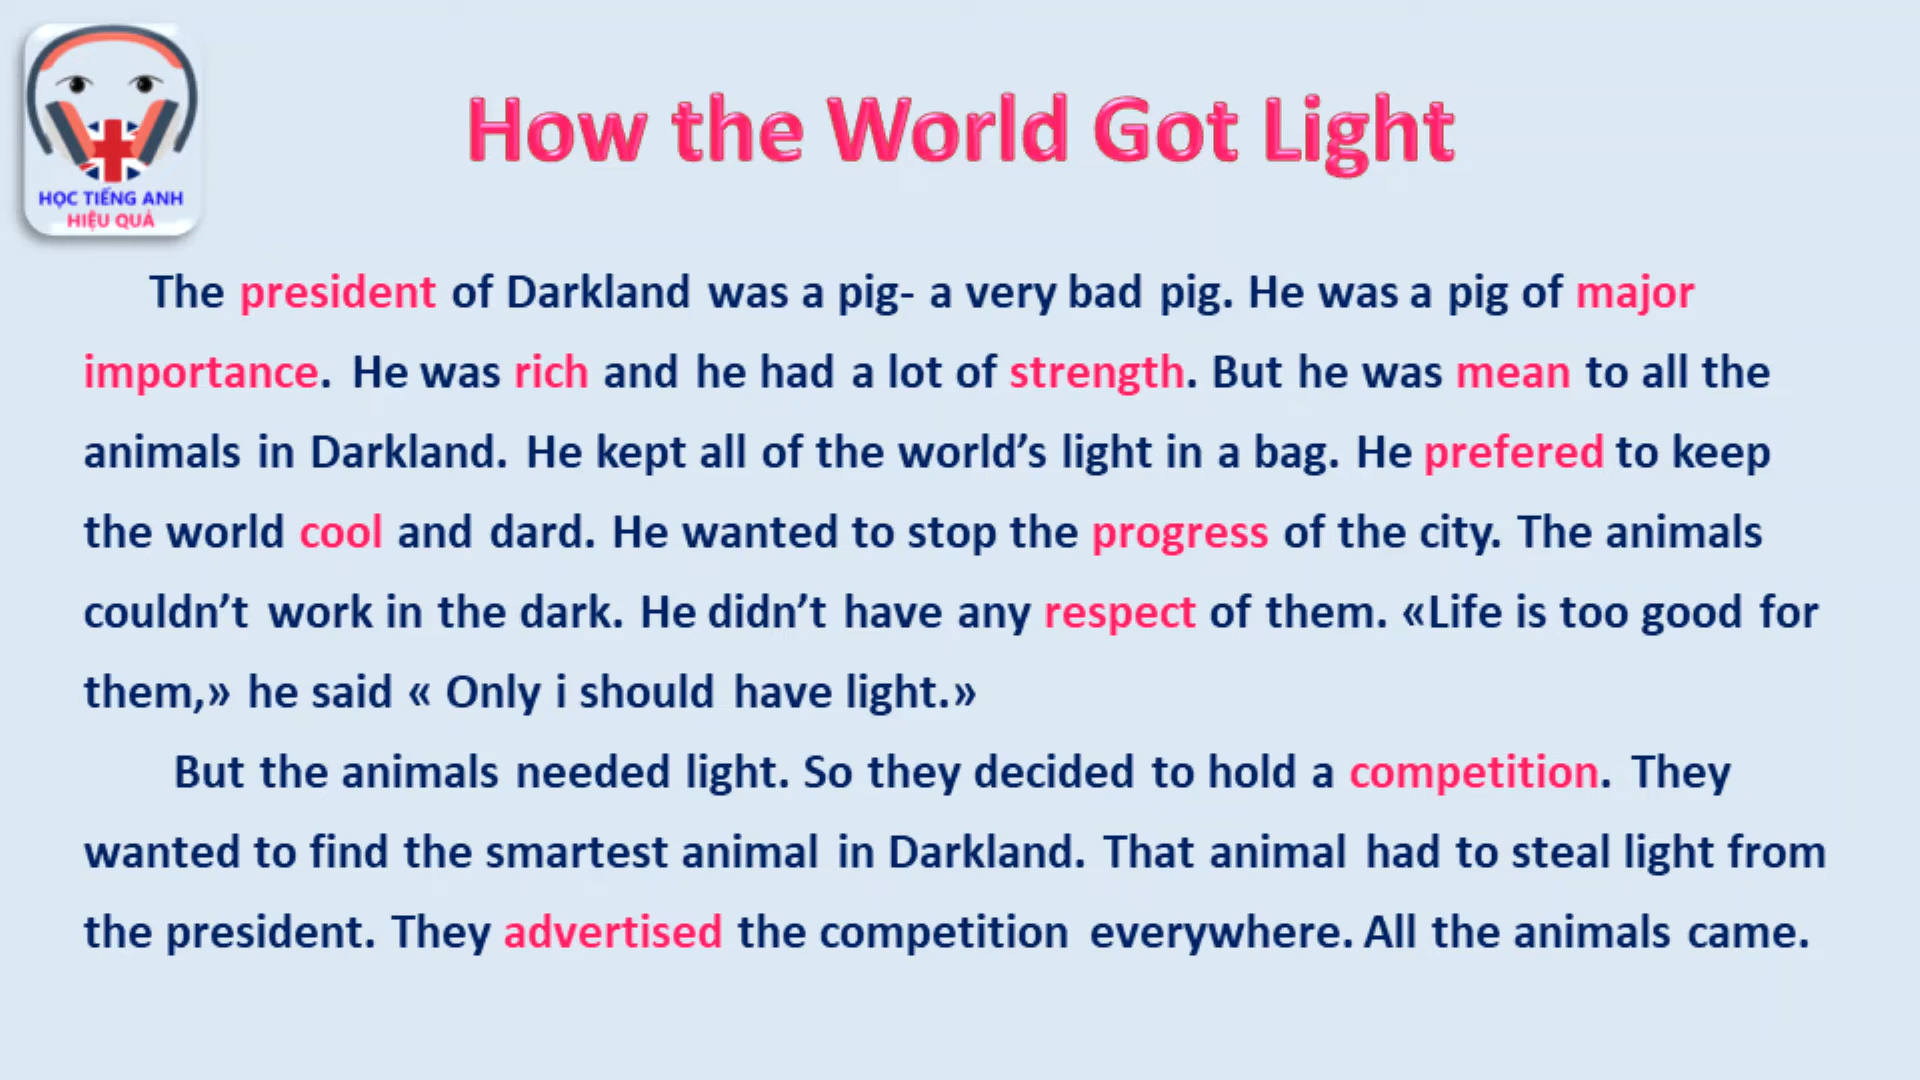 HỌC TIẾNG ANH
HIỆU QUẢ
How the World Got Light
The president of Darkland was a pig- a very bad pig. He was a pig of major
importance. He was rich and he had a lot of strength. But he was mean to all the
animals in Darkland. He kept all of the world’s light in a bag. He prefered to keep
the world cool and dard. He wanted to stop the progress of the city. The animals
couldn’t work in the dark. He didn’t have any respect of them. «Life is too good for
them,» he said « Only i should have light.»
But the animals needed light. So they decided to hold a competition. They
wanted to find the smartest animal in Darkland. That animal had to steal light from
the president. They advertised the competition everywhere. All the animals came.